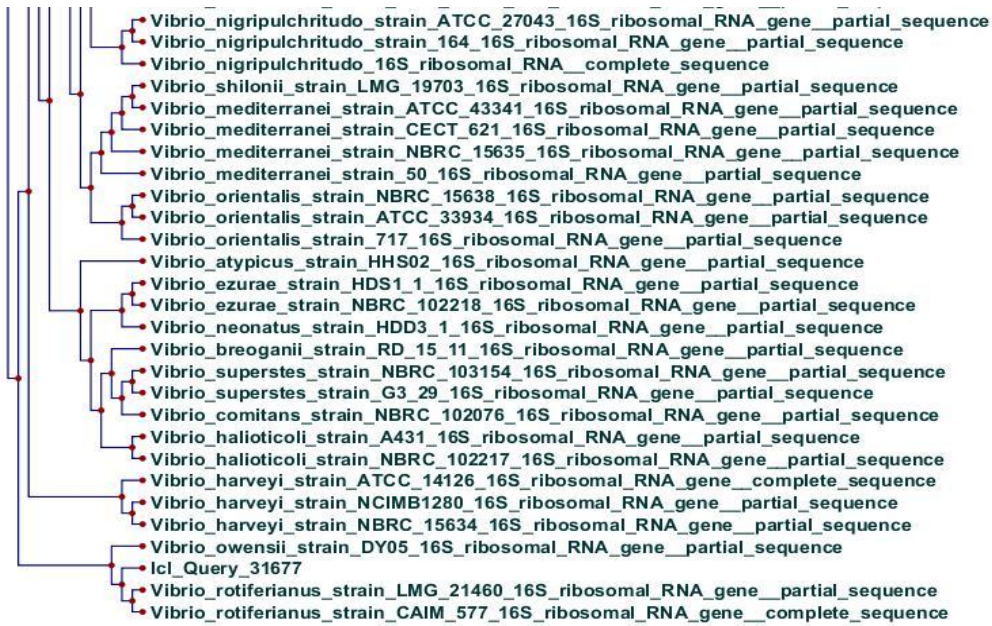 Vibrio_nigripulchritudo_strain_ATCC_27043_16S_ribosomal_RNA_gene__partial_sequence
Vibrio_nigripulchritudo_strain_164_16S_ribosomal_RNA_gene__partial_sequence
Vibrio_nigripulchritudo_16S_ribosomal_RNA__complete_sequence
Vibrio_shilonii_strain_LMG_19703_16S_ribosomal_RNA_gene__partial_sequence
Vibrio_mediterranei_strain_ATCC_43341_16S_ribosomal_RNA_gene__partial_sequence
Vibrio_mediterranei_strain_CECT_621_16S_ribosomal_RNA_gene__partial_sequence
Vibrio_mediterranei_strain_NBRC_15635_16S_ribosomal_RNA_gene__partial_sequence
Vibrio_mediterranei_strain_50_16S_ribosomal_RNA_gene__partial_sequence
Vibrio_orientalis_strain_NBRC_15638_16S_ribosomal_RNA_gene__partial_sequence
Vibrio_orientalis_strain_ATCC_33934_16S_ribosomal_RNA_gene__partial_sequence
Vibrio_orientalis_strain_717_16S_ribosomal_RNA_gene__partial_sequence
Vibrio_atypicus_strain_HHS02_16S_ribosomal_RNA_gene__partial_sequence
Vibrio_ezurae_strain_HDS1_1_16S_ribosomal_RNA_gene__partial_sequence
Vibrio_ezurae_strain_NBRC_102218_16S_ribosomal_RNA_gene__partial_sequence
Vibrio_neonatus_strain_HDD3_1_16S_ribosomal_RNA_gene__partial_sequence
Vibrio_breoganii_strain_RD_15_11_16S_ribosomal_RNA_gene__partial_sequence
Vibrio_superstes_strain_NBRC_103154_16S_ribosomal_RNA_gene__partial_sequence
Vibrio_superstes_strain_G3_29_16S_ribosomal_RNA_gene__partial_sequence
Vibrio_comitans_strain_NBRC_102076_16S_ribosomal_RNA_gene__partial_sequence
Vibrio_halioticoli_strain_A431_16S_ribosomal_RNA_gene__partial_sequence
Vibrio_halioticoli_strain_NBRC_102217_16S_ribosomal_RNA_gene__partial_sequence
Vibrio_harveyi_strain_ATCC_14126_16S_ribosomal_RNA_gene__complete_sequence
Vibrio_harveyi_strain_NCIMB1280_16S_ribosomal_RNA_gene__partial_sequence
Vibrio_harveyi_strain_NBRC_15634_16S_ribosomal_RNA_gene__partial_sequence
Vibrio_owensii_strain_DY05_16S_ribosomal_RNA_gene__partial_sequence
lcl_Query_31677
Vibrio_rotiferianus_strain_LMG_21460_16S_ribosomal_RNA_gene__partial_sequence
Vibrio_rotiferianus_strain_CAIM_577_16S_ribosomal_RNA_gene__complete_sequence